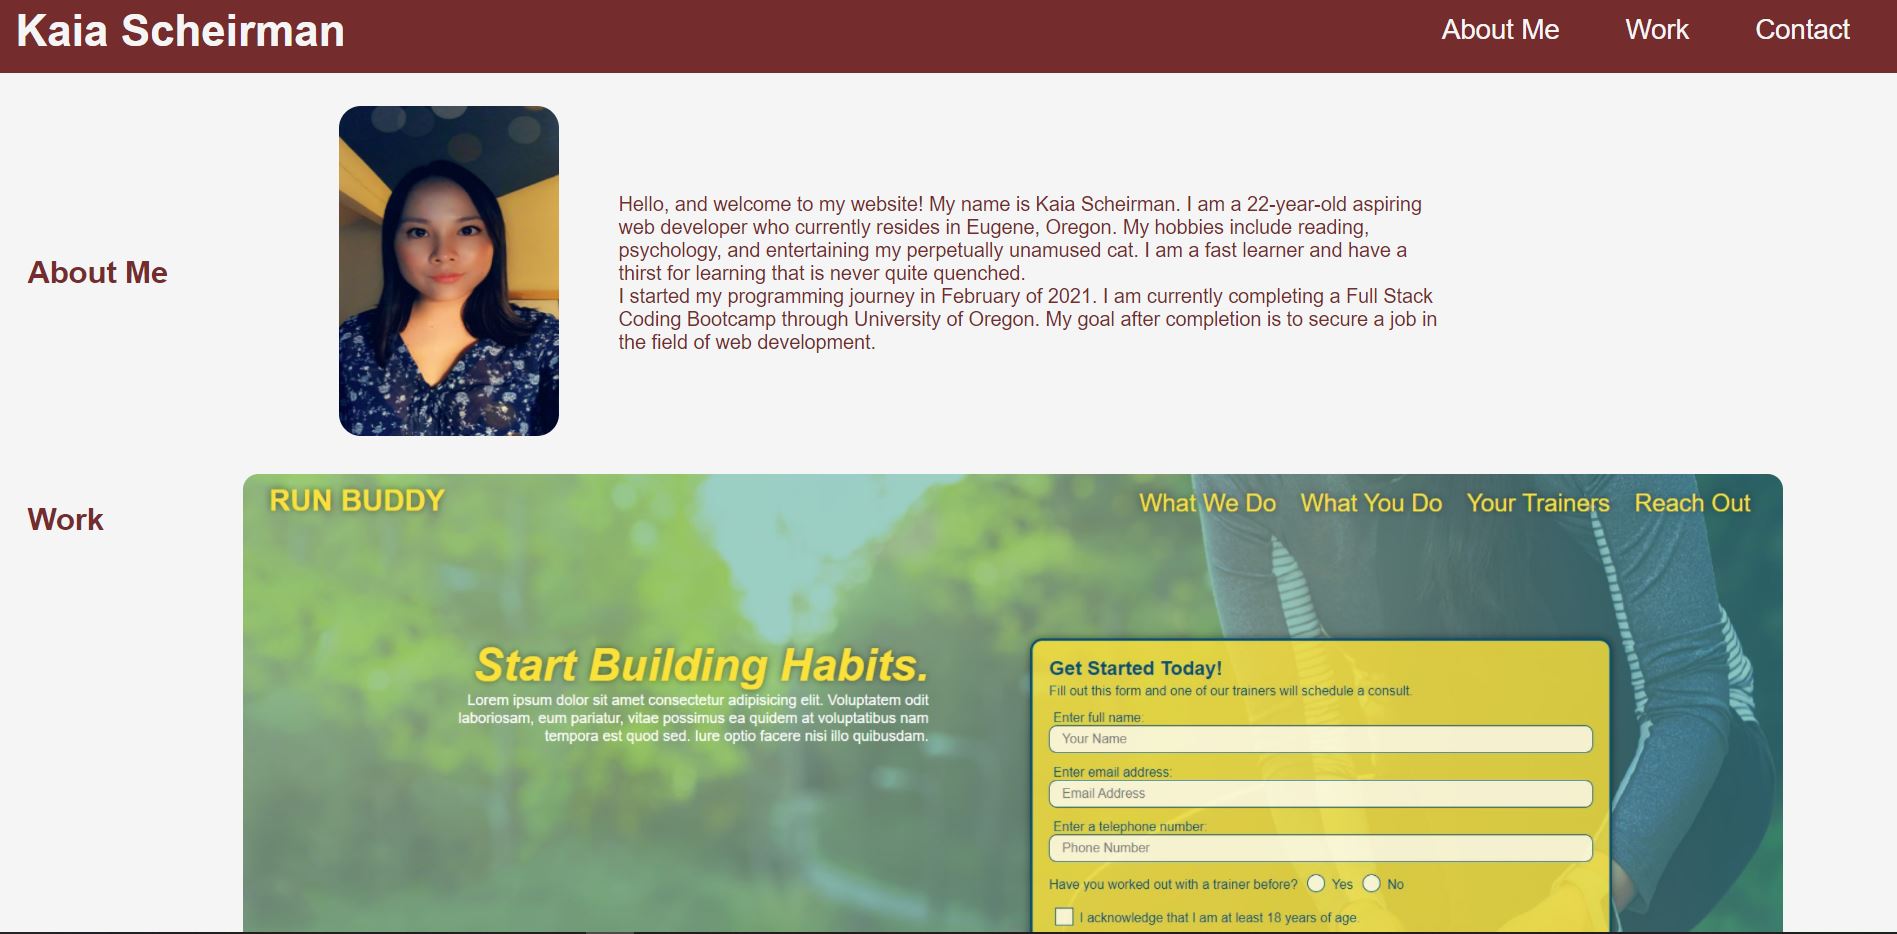 Kaia Scheirman
About Me Work Contact
About Me
Hello, and welcome to my website! My name is Kaia Scheirman. I am a 22-year-old aspiring
web developer who currently resides in Eugene, Oregon. My hobbies include reading,
psychology, and entertaining my perpetually unamused cat. I am a fast learner and have a
thirst for learning that is never quite quenched.
I started my programming journey in February of 2021. I am currently completing a Full Stack
Coding Bootcamp through University of Oregon. My goal after completion is to secure a job in
the field of web development.
Work
RUN BUDDY
What We Do What You Do Your Trainers Reach Out
Start Building Habits.
Lorem ipsum dolor sit amet consectetur adipisicing elit. Voluptatem odit
laboriosam, eum pariatur, vitae possimus ea quidem at voluptatibus nam
tempora est quod sed. Iure optio facere nisi illo quibusdam.
Get Started Today!
Fill out this form and one of our trainers will schedule a consult.
Enter full name:
Your Name
Enter email address:
Email Address
Enter a telephone number:
Phone Number
Have you worked out with a trainer before? Yes No
I acknowledge that I am at least 18 years of age.